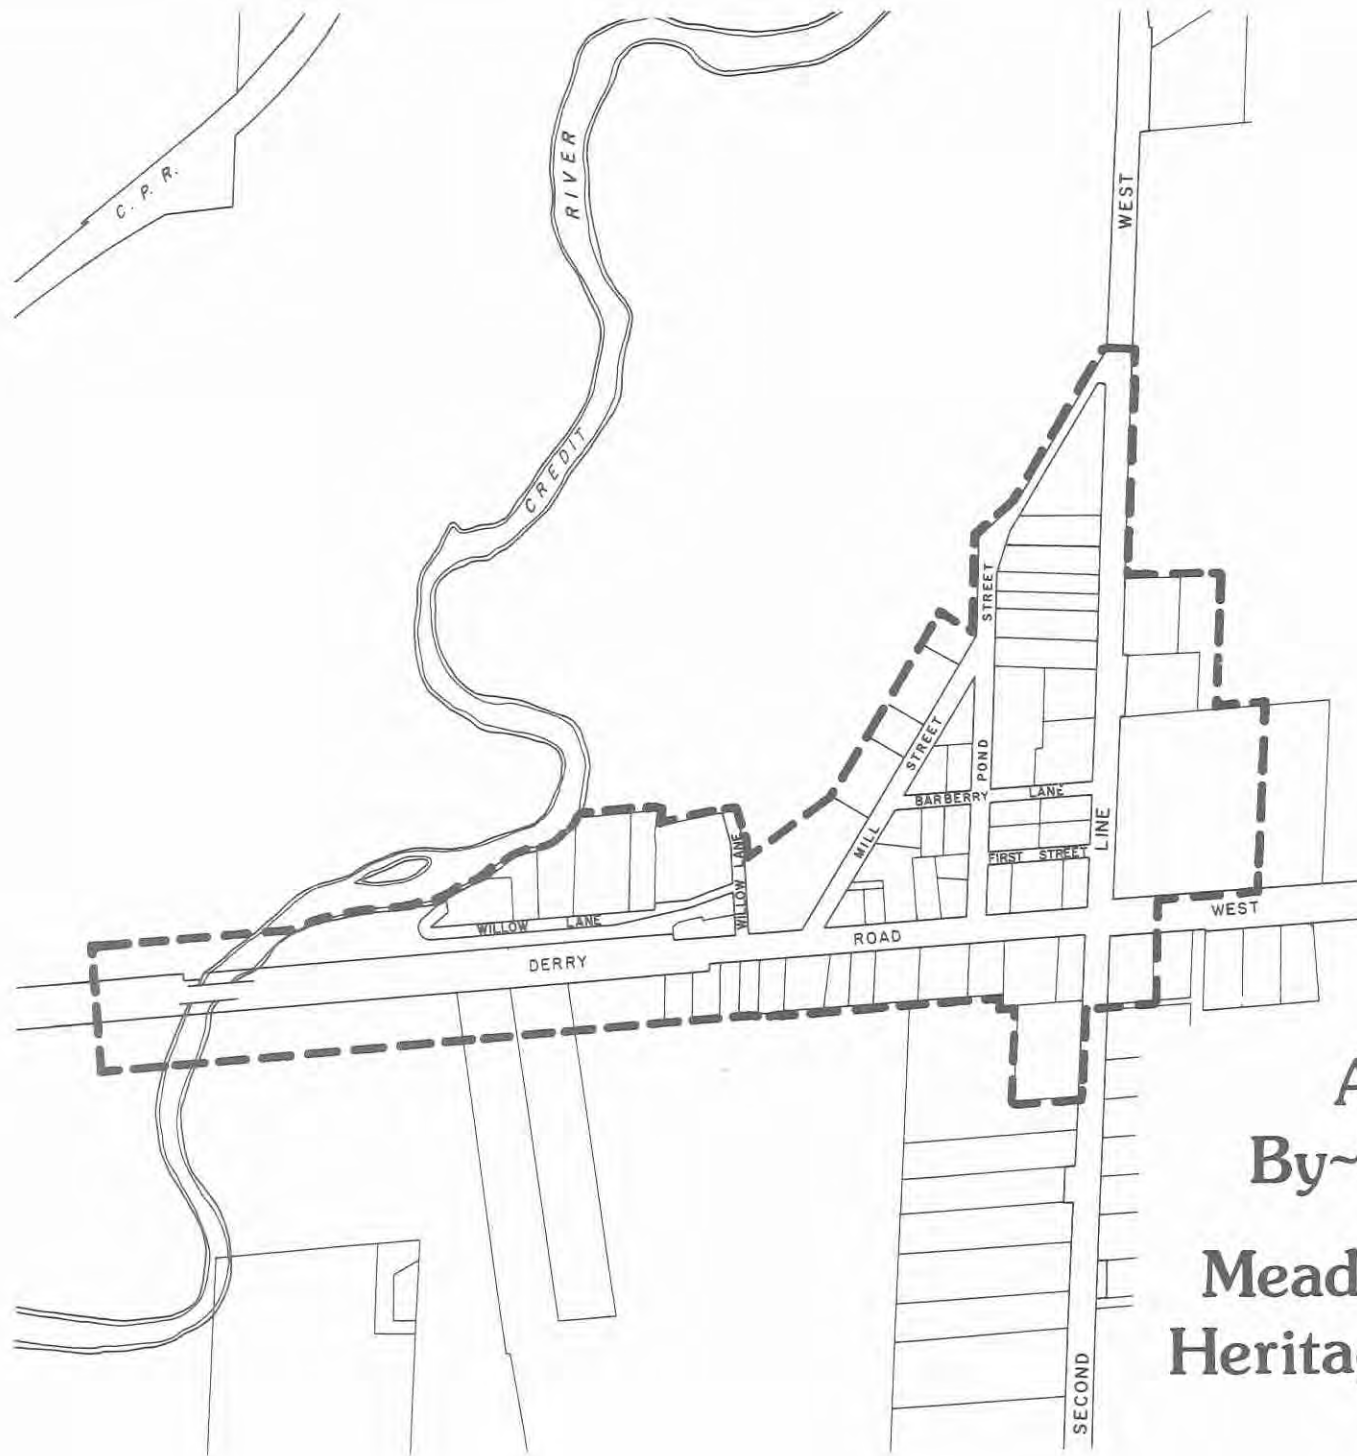 C. P. R.
RIVER
CREDIT
WEST
STREET
STREET
POND
BARBERRY LANE
MILL
LINE
FIRST STREET
WILLOW LANE
WILLOW LANE
WEST
DERRY ROAD
SECOND
A
By~
Mead
Herita